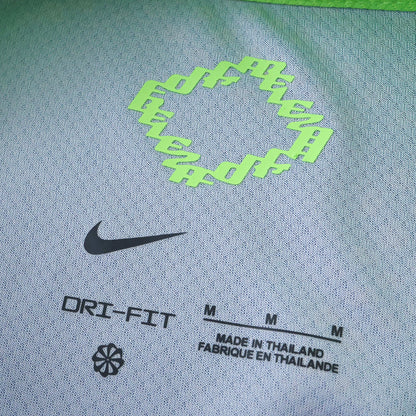 DRI-FIT
M M M
MADE IN THAILAND
FABRIQUE EN THAILANDE